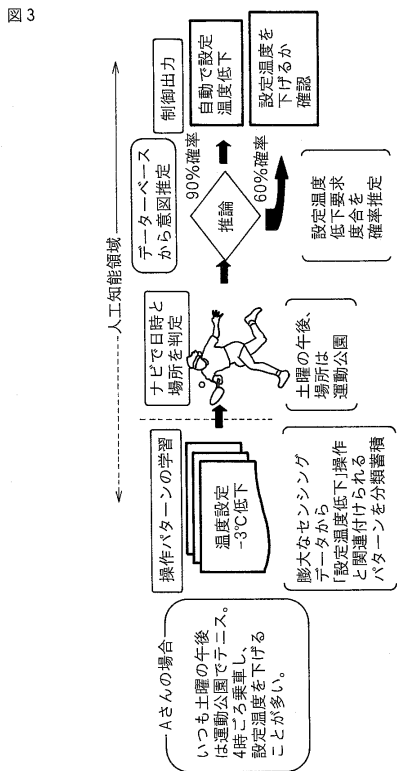 図3
人工知能領域
Aさんの場合
いつも土曜の午後
は運動公園でテニス。
4時ごろ乗車し、
設定温度を下げる
ことが多い。
操作パターンの学習
温度設定
-3℃低下
膨大なセンシング
データから
「設定温度低下」操作
と関連付けられる
パターンを分類蓄積
ナビで日時と
場所を判定
土曜の午後、
場所は
運動公園
データーベース
から意図推定
推論
90%確率
60%確率
設定温度
低下要求
度合を
確率推定
制御出力
自動で設定
温度低下
設定温度を
下げるか
確認